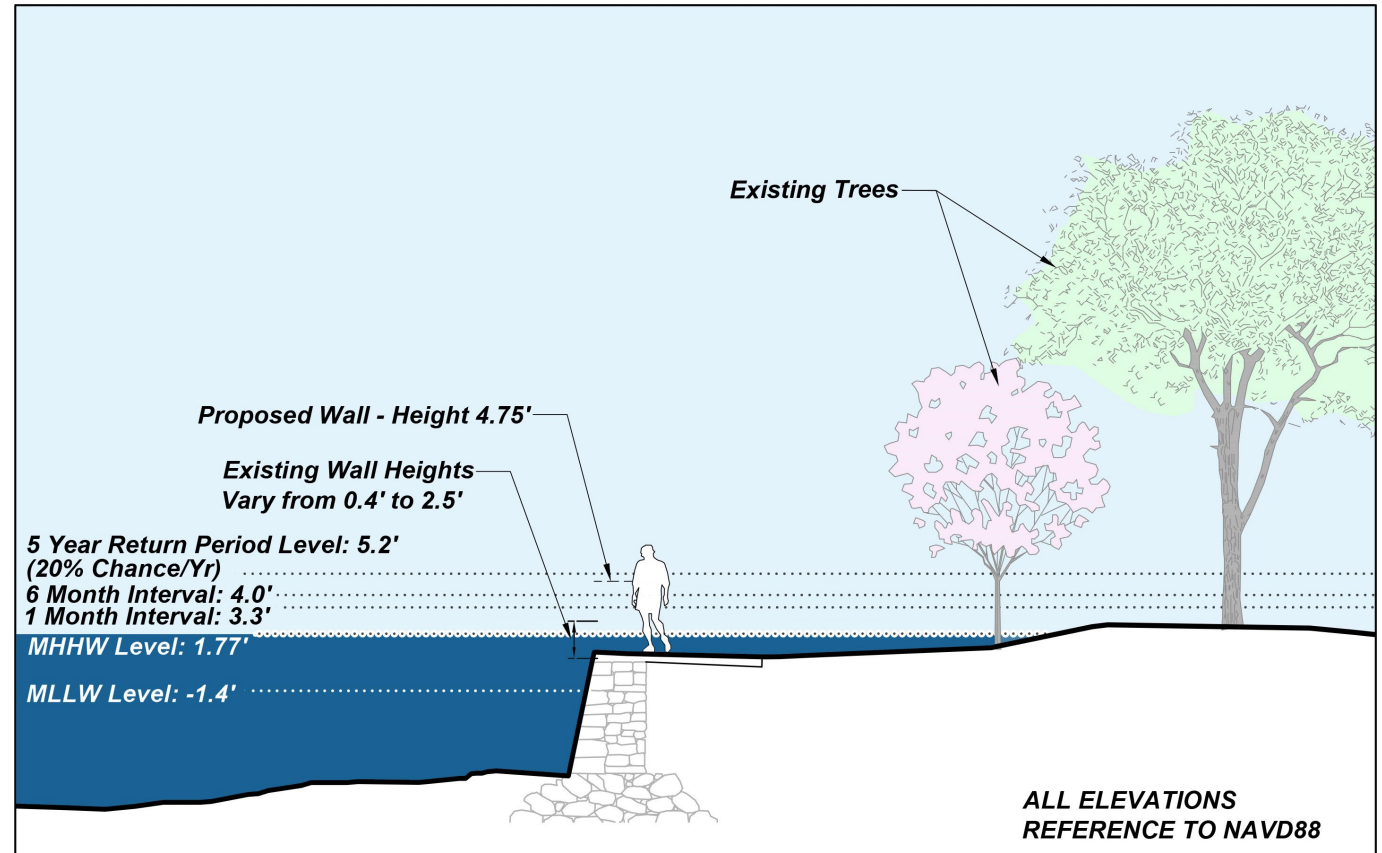 Existing Trees
Proposed Wall - Height 4.75'
Existing Wall Heights
Vary from 0.4' to 2.5'
5 Year Return Period Level: 5.2'
(20% Chance/Yr)
6 Month Interval: 4.0'
1 Month Interval: 3.3'
MHHW Level: 1.77'
MLLW Level: -1.4'
ALL ELEVATIONS
REFERENCE TO NAVD88